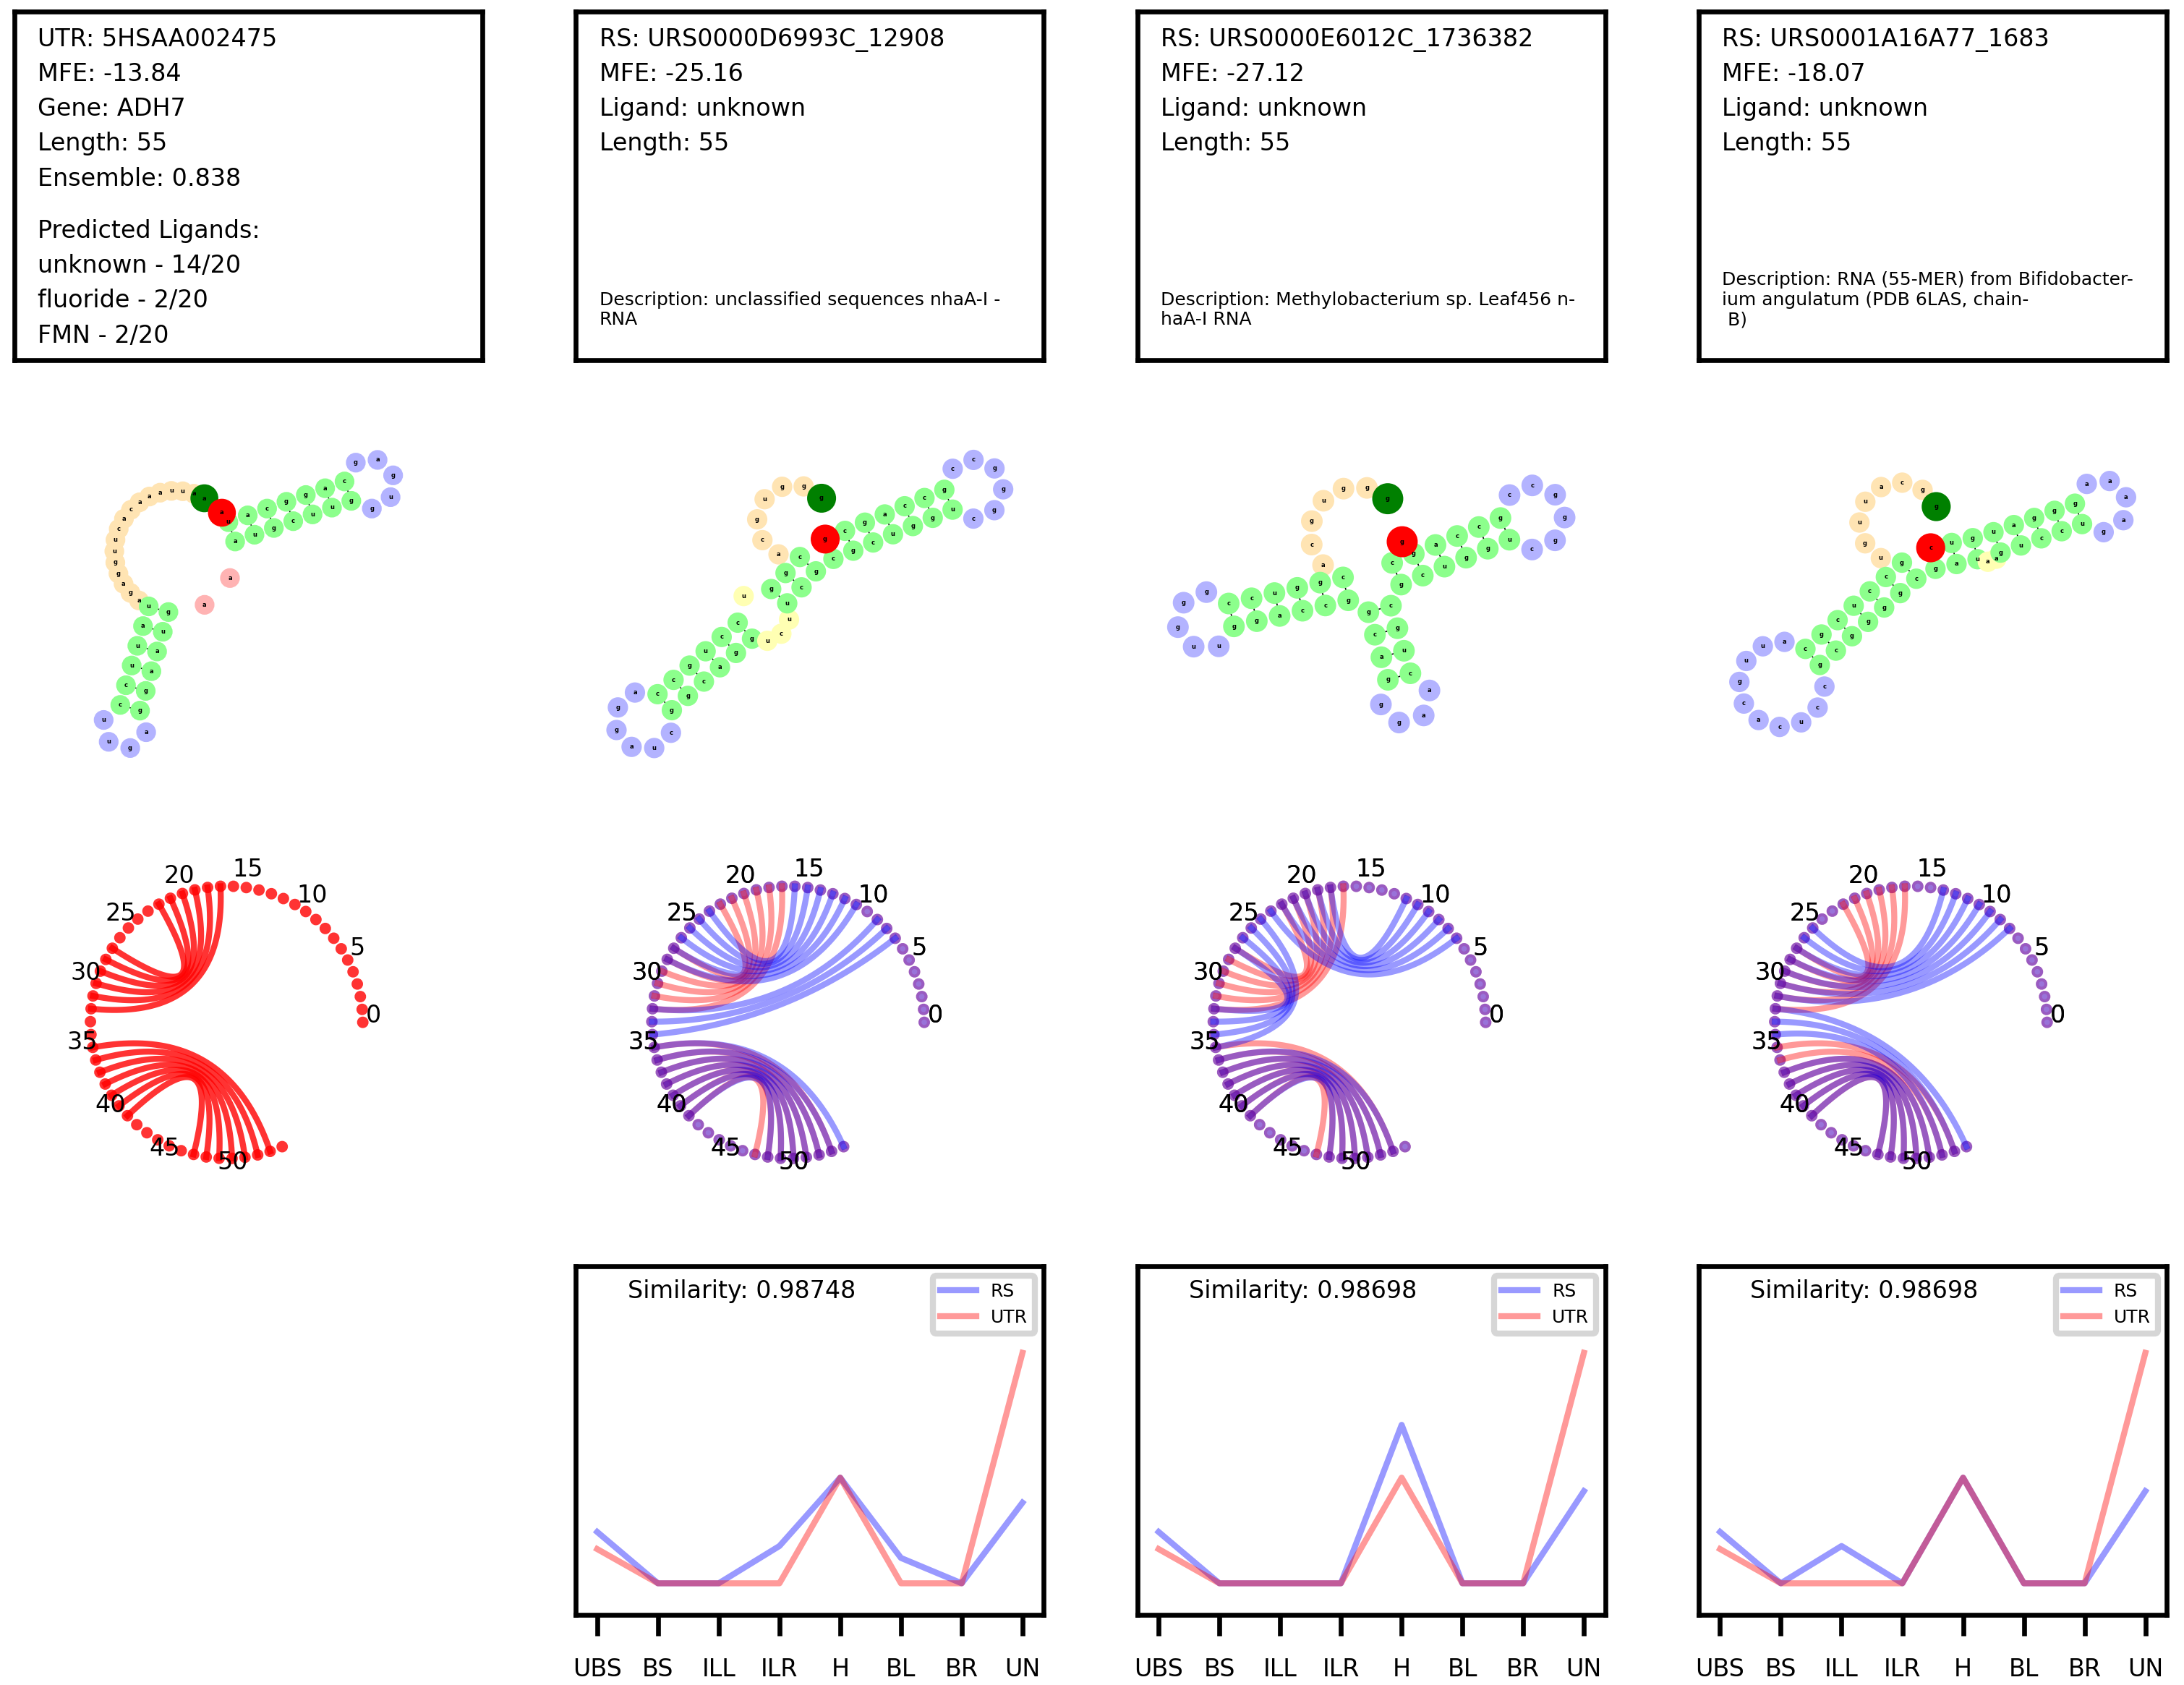 UTR: 5HSAA002475
MFE: -13.84
Gene: ADH7
Length: 55
Ensemble: 0.838
Predicted Ligands:
unknown - 14/20
fluoride - 2/20
FMN - 2/20
RS: URS0000D6993C_12908
MFE: -25.16
Ligand: unknown
Length: 55
Description: unclassified sequences nhaA-I -
RNA
RS: URS0000E6012C_1736382
MFE: -27.12
Ligand: unknown
Length: 55
Description: Methylobacterium sp. Leaf456 n-
haA-I RNA
RS: URS0001A16A77_1683
MFE: -18.07
Ligand: unknown
Length: 55
Description: RNA (55-MER) from Bifidobacter-
ium angulatum (PDB 6LAS, chain-
B)
0 5 10 15 20 25 30 35 40 45 50
0 5 10 15 20 25 30 35 40 45 50
0 5 10 15 20 25 30 35 40 45 50
0 5 10 15 20 25 30 35 40 45 50
Similarity: 0.98748
RS
UTR
UBS BS ILL ILR H BL BR UN
Similarity: 0.98698
RS
UTR
UBS BS ILL ILR H BL BR UN
Similarity: 0.98698
RS
UTR
UBS BS ILL ILR H BL BR UN